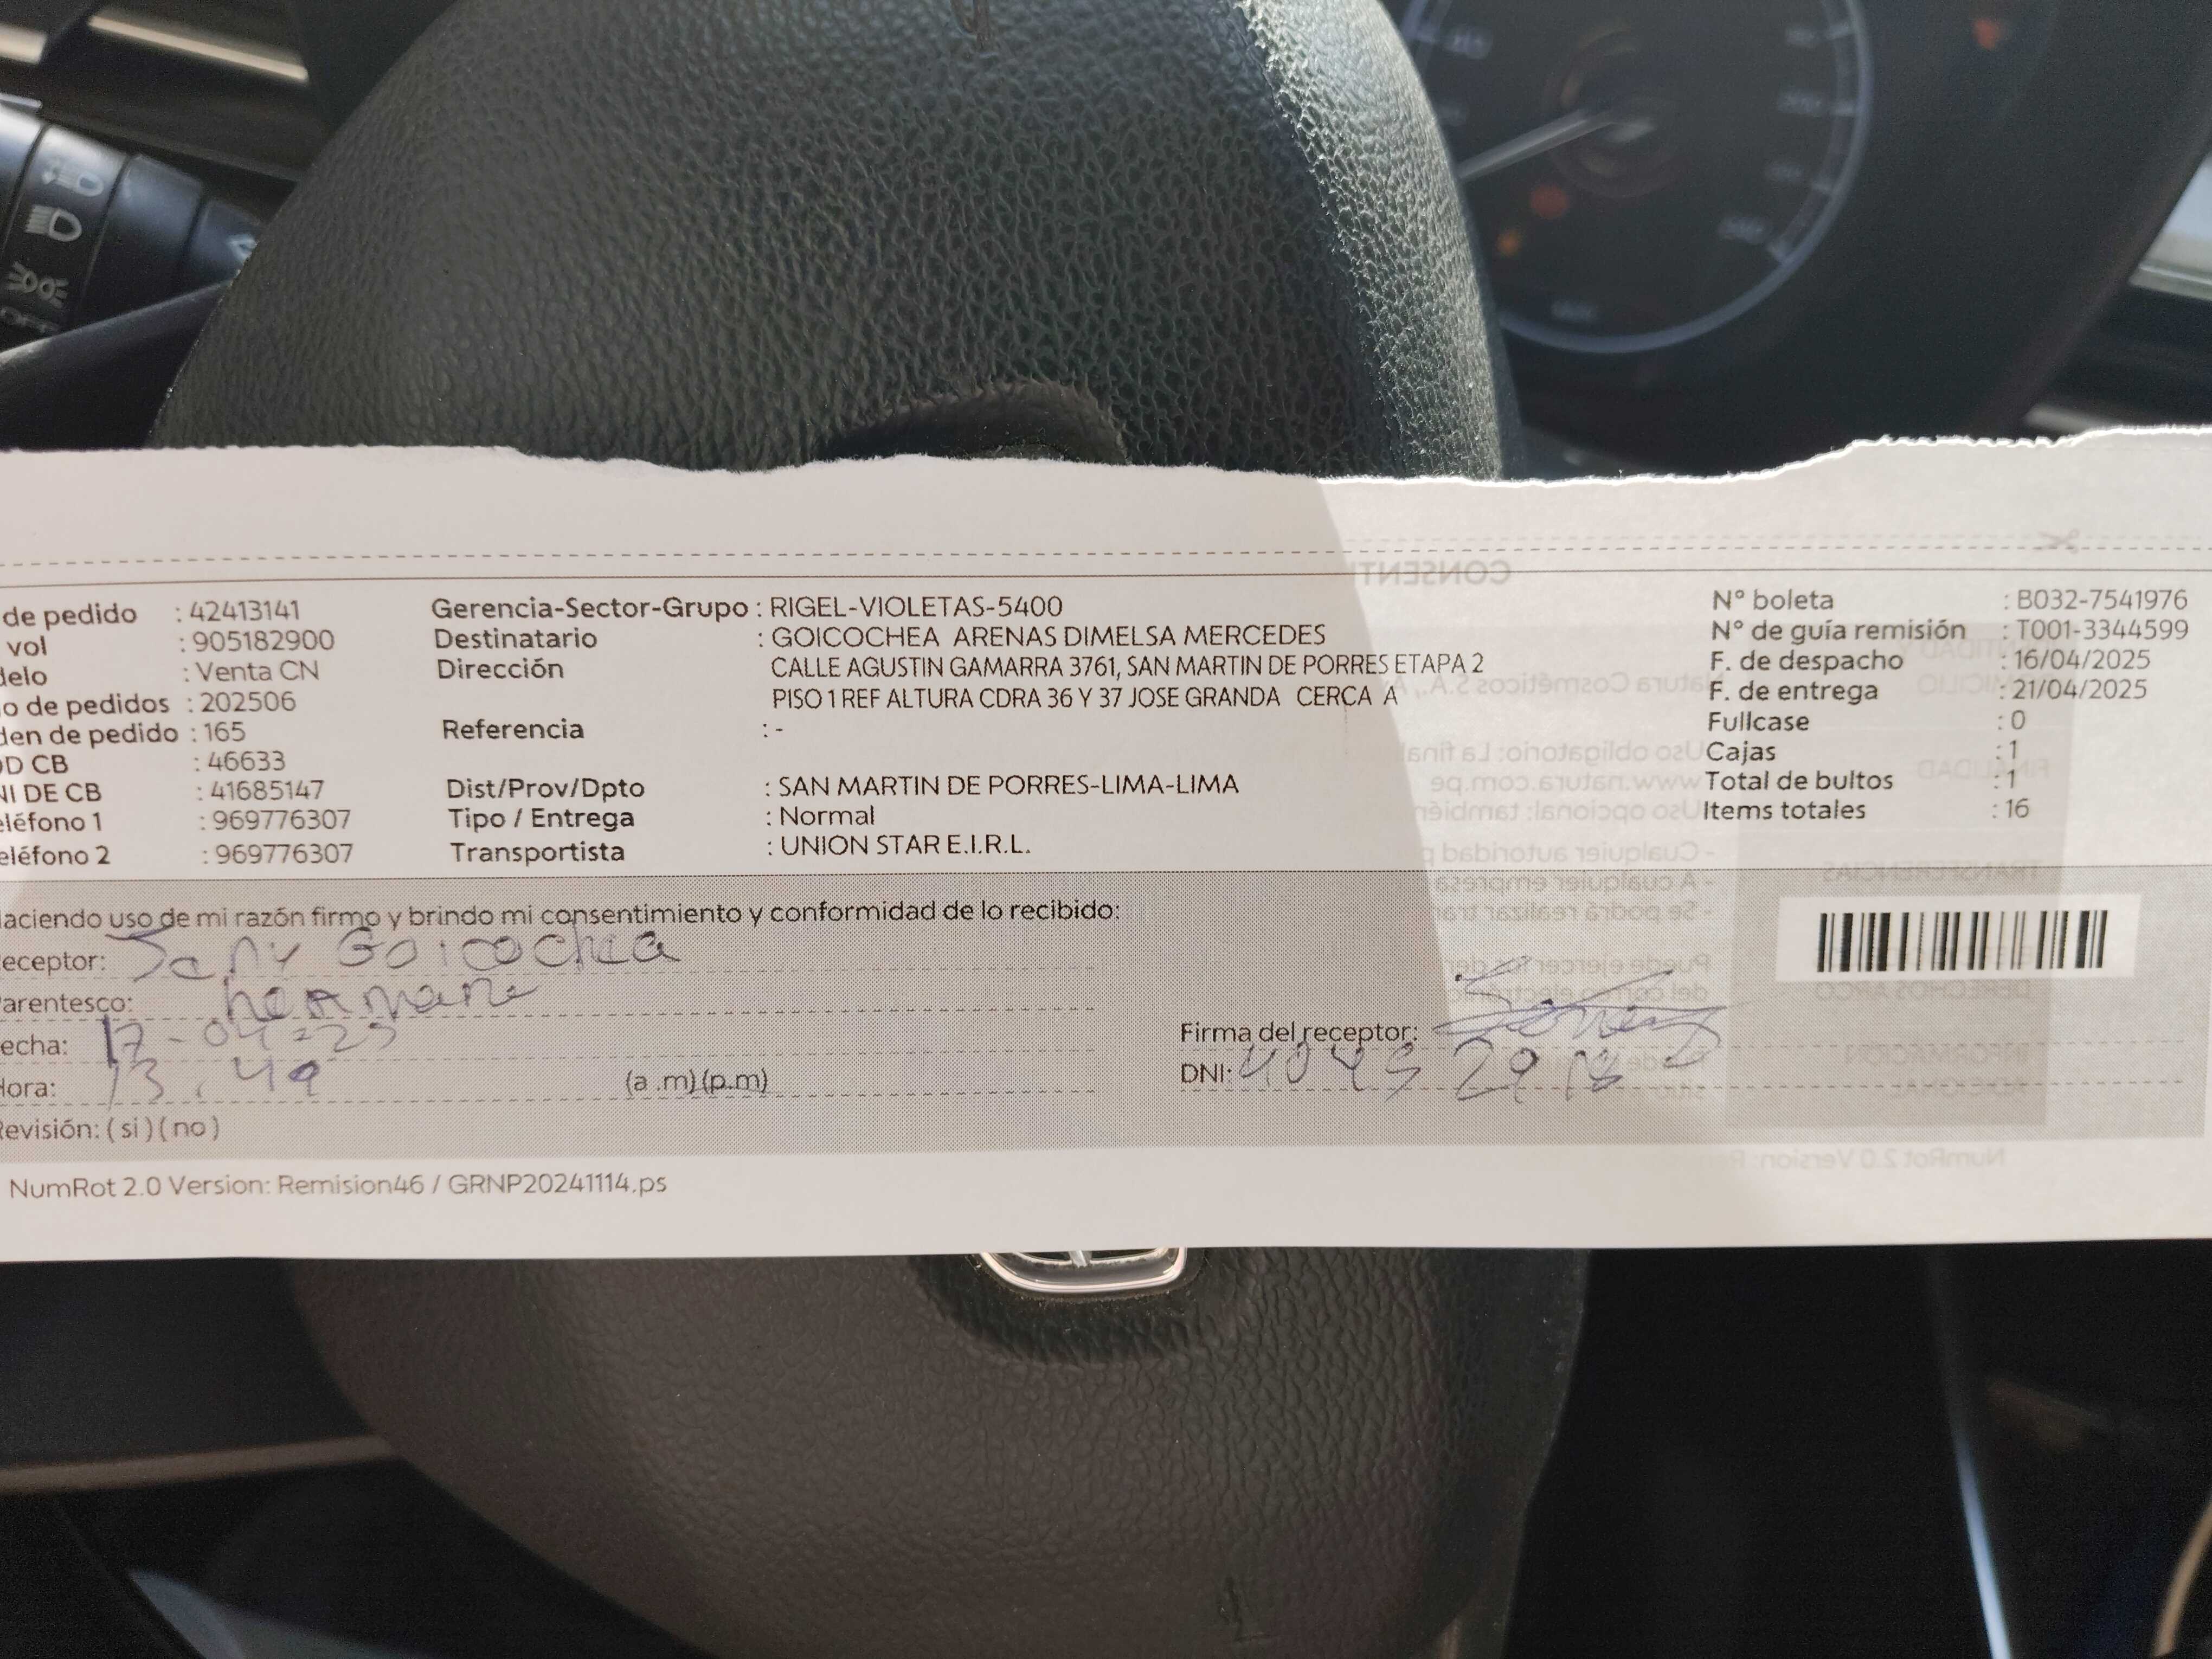 de pedido : 42413141
vol : 905182900
delo : Venta CN
o de pedidos : 202506
den de pedido : 165
OD CB : 46633
NI DE CB : 41685147
eléfono 1 : 969776307
eléfono 2 : 969776307
Gerencia-Sector-Grupo : RIGEL-VIOLETAS-5400
Destinatario : GOICOCHEA ARENAS DIMELSA MERCEDES
Dirección CALLE AGUSTIN GAMARRA 3761, SAN MARTIN DE PORRES ETAPA 2
PISO 1 REF ALTURA CDRA 36 Y 37 JOSE GRANDA CERCA A
Referencia : -
Dist/Prov/Dpto : SAN MARTIN DE PORRES-LIMA-LIMA
Tipo / Entrega : Normal
Transportista : UNION STAR E.I.R.L.
N° boleta : B032-7541976
N° de guía remisión : T001-3344599
F. de despacho : 16/04/2025
F. de entrega : 21/04/2025
Fullcase : 0
Cajas : 1
Total de bultos : 1
Items totales : 16
Haciendo uso de mi razón firmo y brindo mi consentimiento y conformidad de lo recibido:
eceptor: Goicochea
arentesco: hermana
echa: 17-04-25
Hora: 13.49 (a .m)(p.m)
Revisión: ( si ) ( no )
Firma del receptor:
DNI:
NumRot 2.0 Version: Remision46 / GRNP20241114.ps